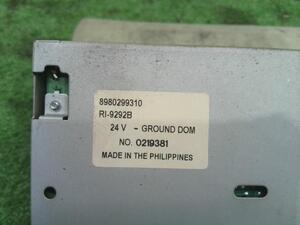 8980299310
RI-9292B
24 V - GROUND DOM
NO. 0219381
MADE IN THE PHILIPPINES